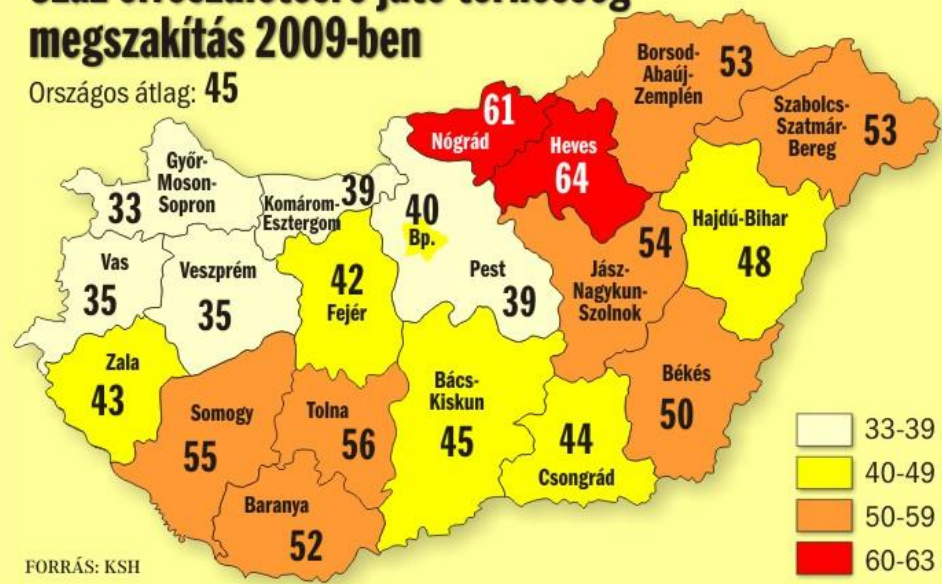 megszakítás 2009-ben
Országos átlag: 45
Borsod-
Abaúj-
Zemplén
53
Szabolcs-
Szatmár-
Bereg
53
61
Nógrád
Heves
64
Győr-
Moson-
Sopron
33
Komárom-
Esztergom
39
40
Bp.
Hajdú-Bihar
48
54
Jász-
Nagykun-
Szolnok
Vas
35
Veszprém
35
42
Fejér
Pest
39
Zala
43
Somogy
55
Tolna
56
Bács-
Kiskun
45
44
Csongrád
Békés
50
Baranya
52
33-39
40-49
50-59
60-63
FORRÁS: KSH